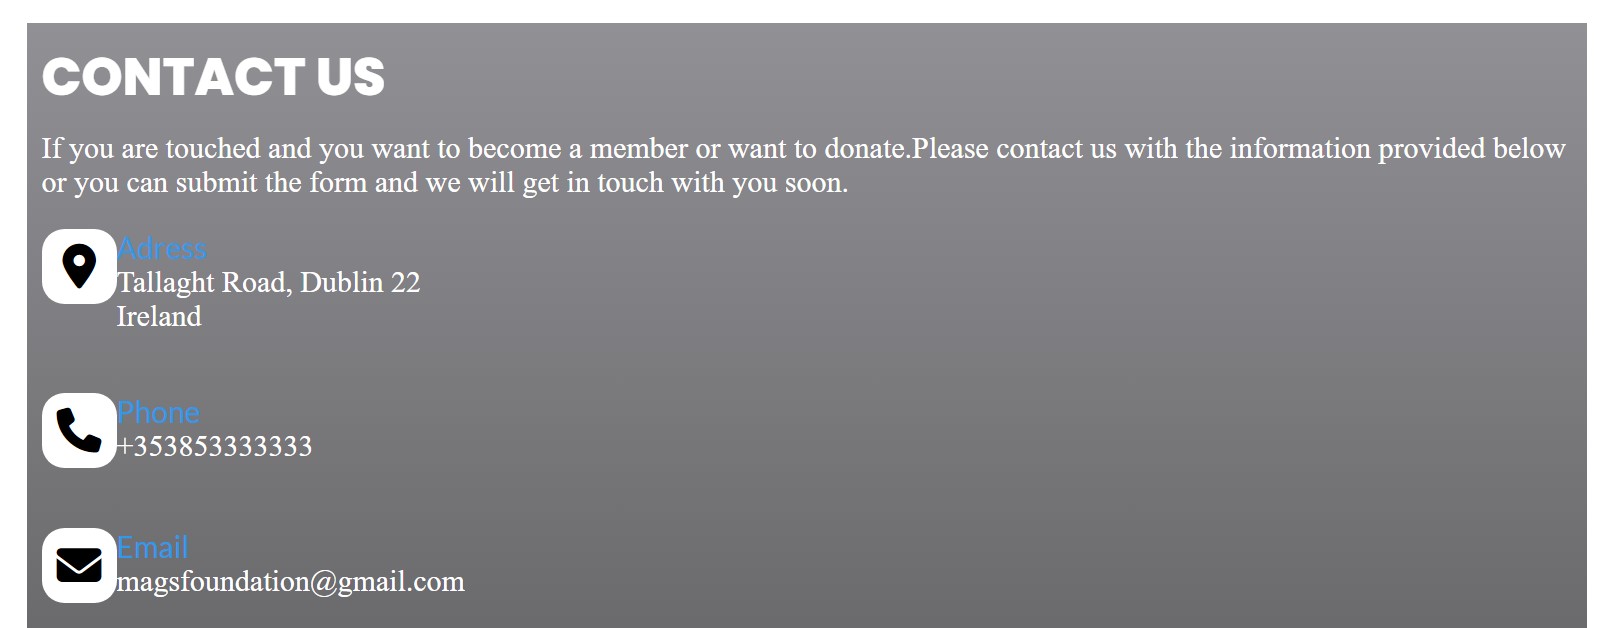 CONTACT US
If you are touched and you want to become a member or want to donate.Please contact us with the information provided below
or you can submit the form and we will get in touch with you soon.
Adress
Tallaght Road, Dublin 22
Ireland
Phone
+353853333333
Email
magsfoundation@gmail.com